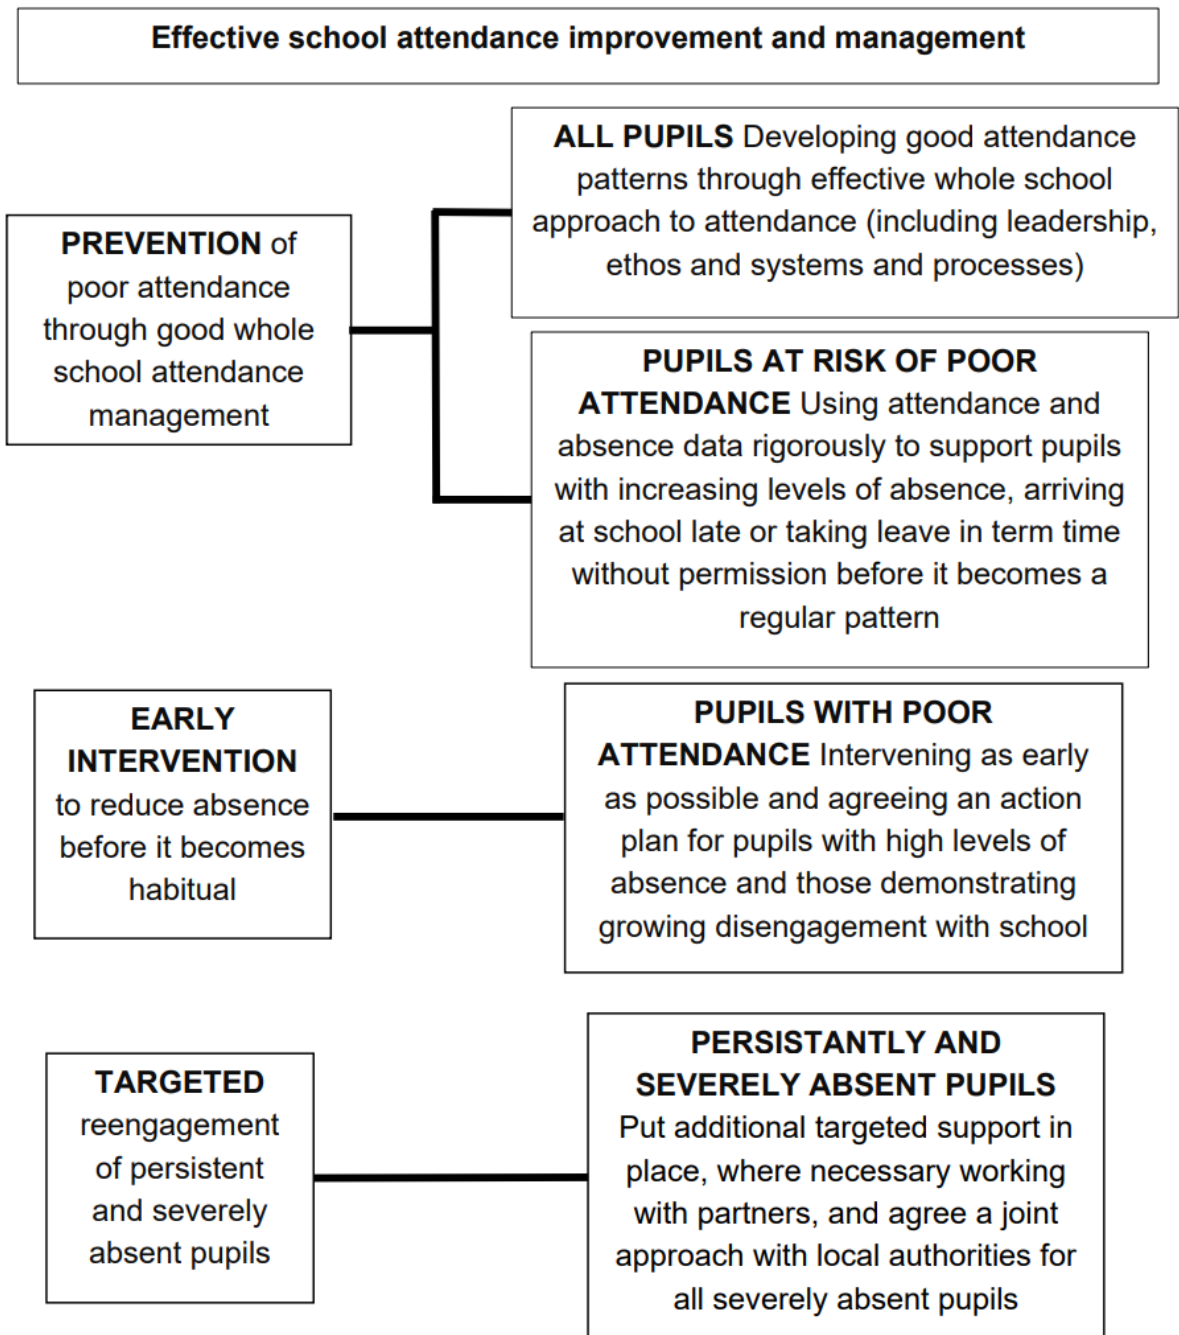 Effective school attendance improvement and management
ALL PUPILS Developing good attendance
patterns through effective whole school
approach to attendance (including leadership,
ethos and systems and processes)
PREVENTION of
poor attendance
through good whole
school attendance
management
PUPILS AT RISK OF POOR
ATTENDANCE Using attendance and
absence data rigorously to support pupils
with increasing levels of absence, arriving
at school late or taking leave in term time
without permission before it becomes a
regular pattern
EARLY
INTERVENTION
to reduce absence
before it becomes
habitual
PUPILS WITH POOR
ATTENDANCE Intervening as early
as possible and agreeing an action
plan for pupils with high levels of
absence and those demonstrating
growing disengagement with school
TARGETED
reengagement
of persistent
and severely
absent pupils
PERSISTANTLY AND
SEVERELY ABSENT PUPILS
Put additional targeted support in
place, where necessary working
with partners, and agree a joint
approach with local authorities for
all severely absent pupils